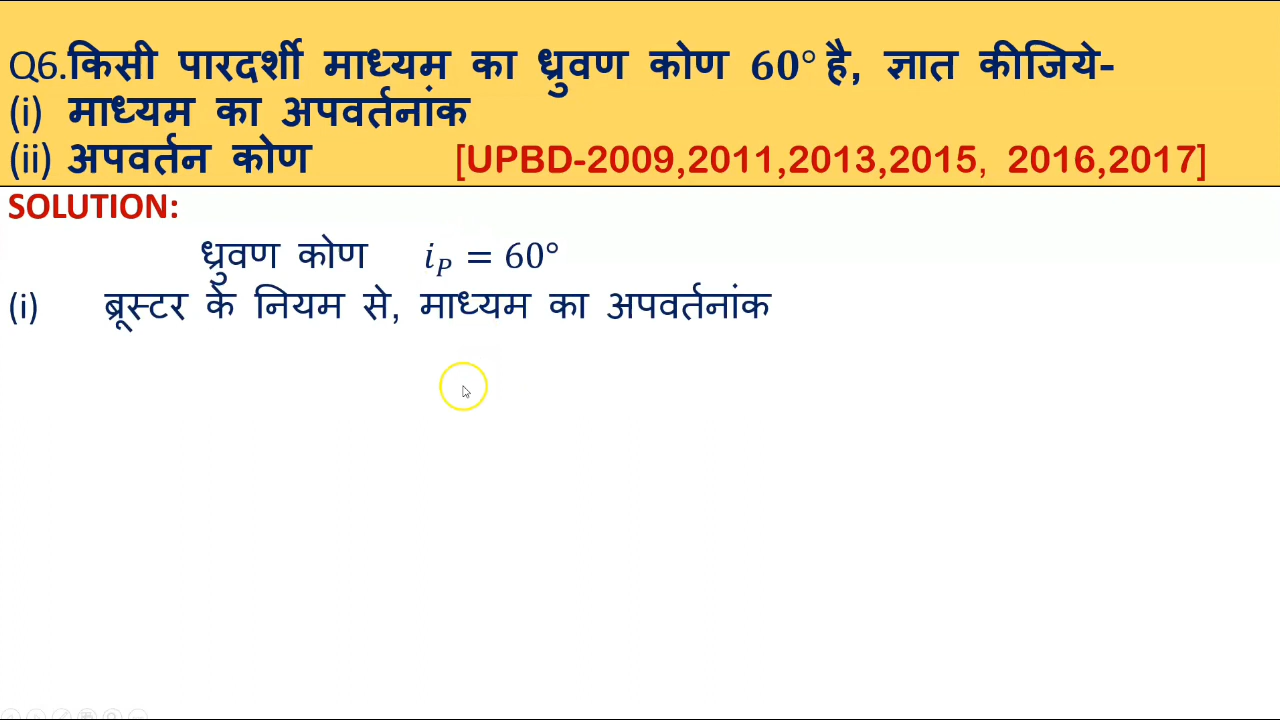 Q6.किसी पारदर्शी माध्यम का ध्रुवण कोण 60° है, ज्ञात कीजिये-
(i) माध्यम का अपवर्तनांक
(ii) अपवर्तन कोण [UPBD-2009,2011,2013,2015, 2016,2017]
SOLUTION:
ध्रुवण कोण i_P = 60°
(i) ब्रूस्टर के नियम से, माध्यम का अपवर्तनांक